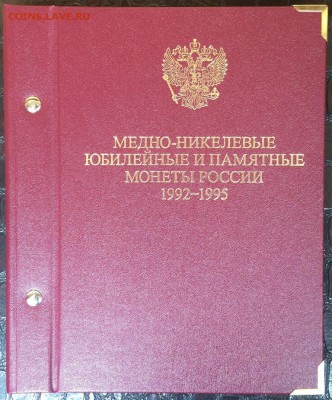 COINS.LAVE.RU
МЕДНО-НИКЕЛЕВЫЕ
ЮБИЛЕЙНЫЕ И ПАМЯТНЫЕ
МОНЕТЫ РОССИИ
1992–1995